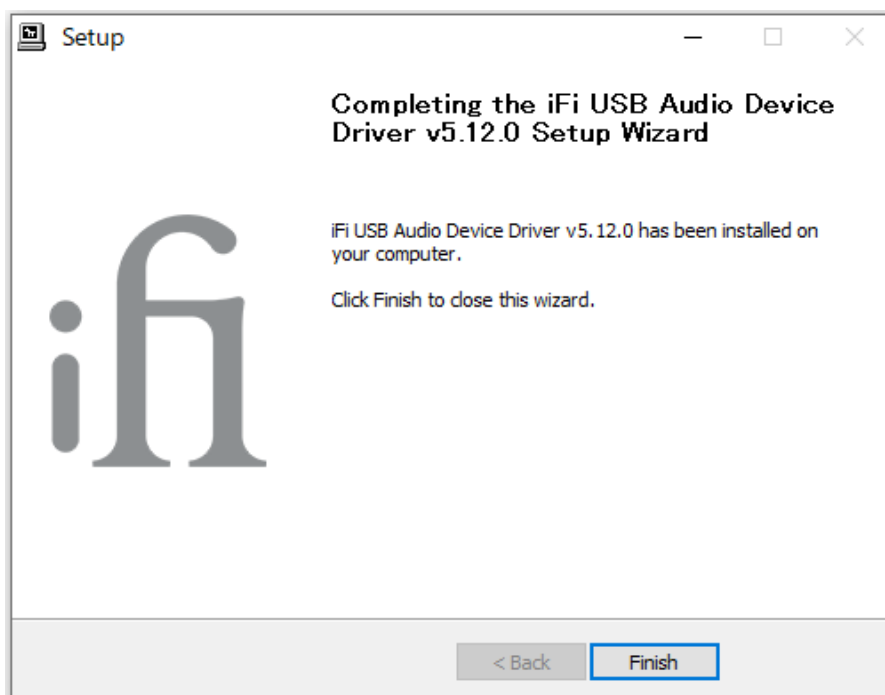 Setup
Completing the iFi USB Audio Device
Driver v5.12.0 Setup Wizard
iFi USB Audio Device Driver v5.12.0 has been installed on
your computer.
Click Finish to close this wizard.
ifi
< Back
Finish